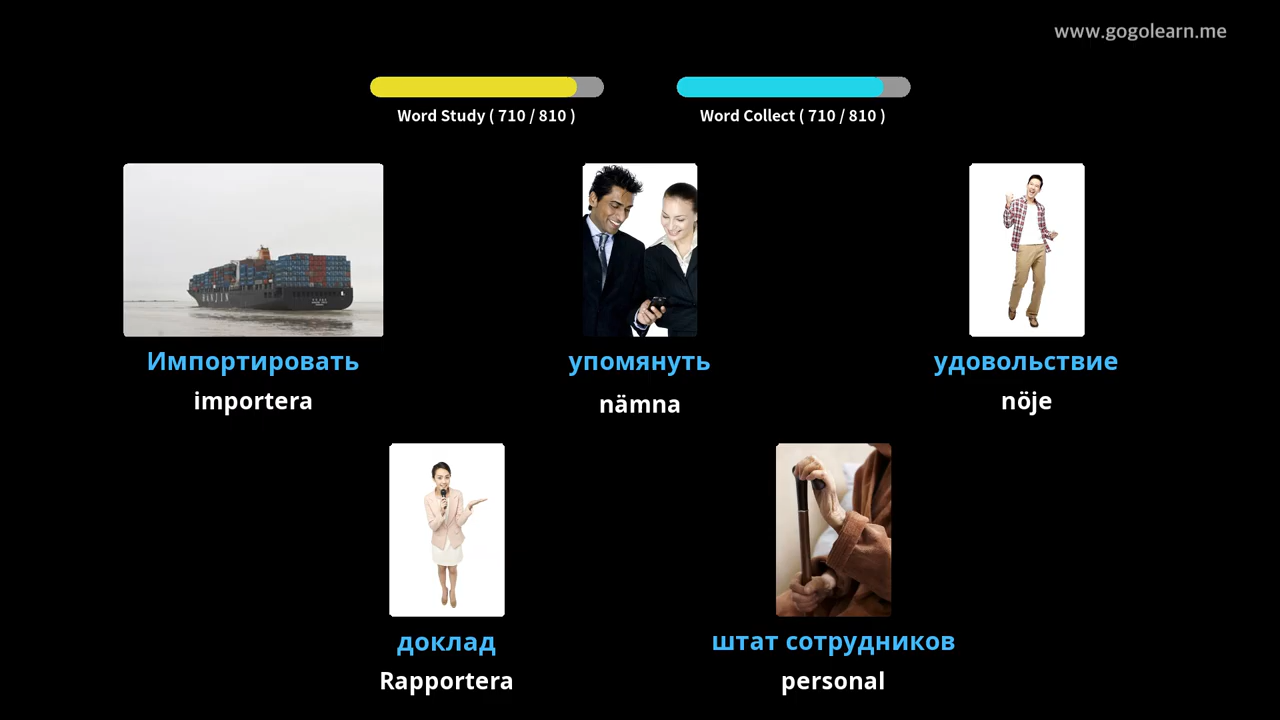 www.gogolearn.me
Word Study ( 710 / 810 )
Word Collect ( 710 / 810 )
Импортировать
importera
упомянуть
nämna
удовольствие
nöje
доклад
Rapportera
штат сотрудников
personal